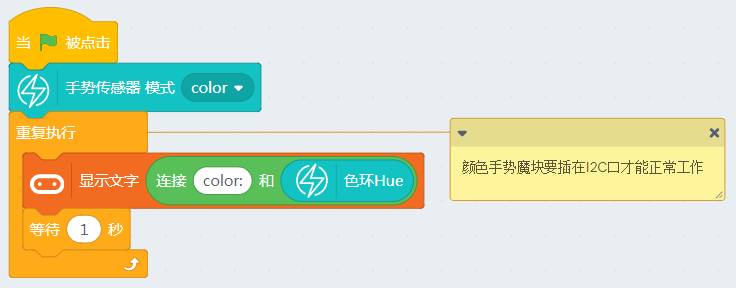 当 被点击
手势传感器 模式 color
重复执行
显示文字 连接 color: 和 色环Hue
颜色手势魔块要插在I2C口才能正常工作
等待 1 秒